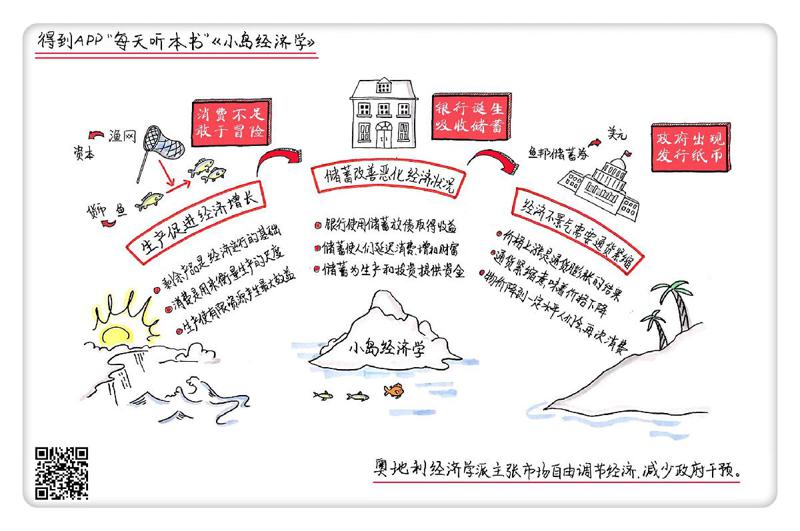 得到APP"每天听本书"《小岛经济学》
消费不足
敢于冒险
渔网
资本
货币
鱼
生产促进经济增长
剩余产品是经济运行的基础
消费是用来衡量生产的尺度
生产使有限资源产生最大效益
银行诞生
吸收储蓄
储蓄改善恶化经济状况
银行使用储蓄放债取得收益
储蓄使人们延迟消费.增加财富
储蓄为生产和投资提供资金
政府出现
发行纸币
美元
鱼邦储蓄券
经济不景气需要通货紧缩
价格上涨是通货膨胀的结果
通货紧缩意味着价格下降
物价降到一定水平人们会再次消费
小岛经济学
奥地利经济学派主张市场自由调节经济.减少政府干预。